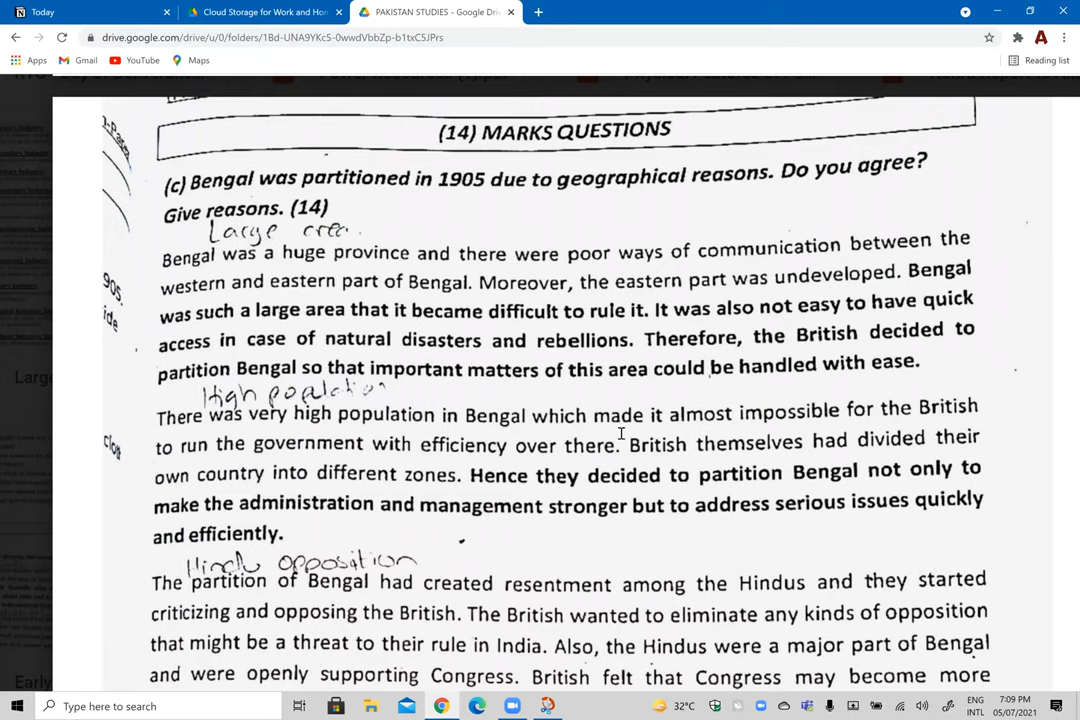 Today
Cloud Storage for Work and Hon
PAKISTAN STUDIES - Google Driv
drive.google.com/drive/u/0/folders/1Bd-UNA9YKc5-0wwdVbbZp-b1txC5JPrs
Apps Gmail YouTube Maps Reading list
(14) MARKS QUESTIONS
(c) Bengal was partitioned in 1905 due to geographical reasons. Do you agree?
Give reasons. (14)
Large area
Bengal was a huge province and there were poor ways of communication between the
western and eastern part of Bengal. Moreover, the eastern part was undeveloped. Bengal
was such a large area that it became difficult to rule it. It was also not easy to have quick
access in case of natural disasters and rebellions. Therefore, the British decided to
partition Bengal so that important matters of this area could be handled with ease.
High population
There was very high population in Bengal which made it almost impossible for the British
to run the government with efficiency over there. British themselves had divided their
own country into different zones. Hence they decided to partition Bengal not only to
make the administration and management stronger but to address serious issues quickly
and efficiently.
Hindu opposition
The partition of Bengal had created resentment among the Hindus and they started
criticizing and opposing the British. The British wanted to eliminate any kinds of opposition
that might be a threat to their rule in India. Also, the Hindus were a major part of Bengal
and were openly supporting Congress. British felt that Congress may become more
905.
ide
Large
Early
Type here to search
32°C
ENG
INTL
7:09 PM
05/07/2021